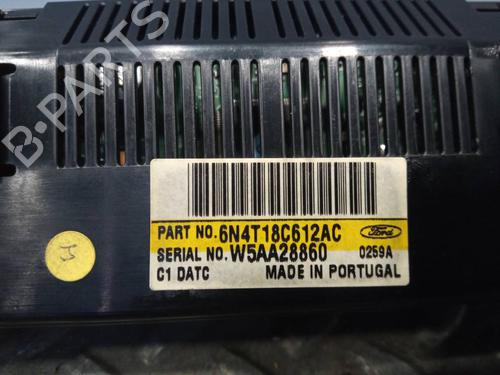 B-PARTS
PART NO. 6N4T18C612AC
Ford
SERIAL NO. W5AA28860 0259A
C1 DATC MADE IN PORTUGAL